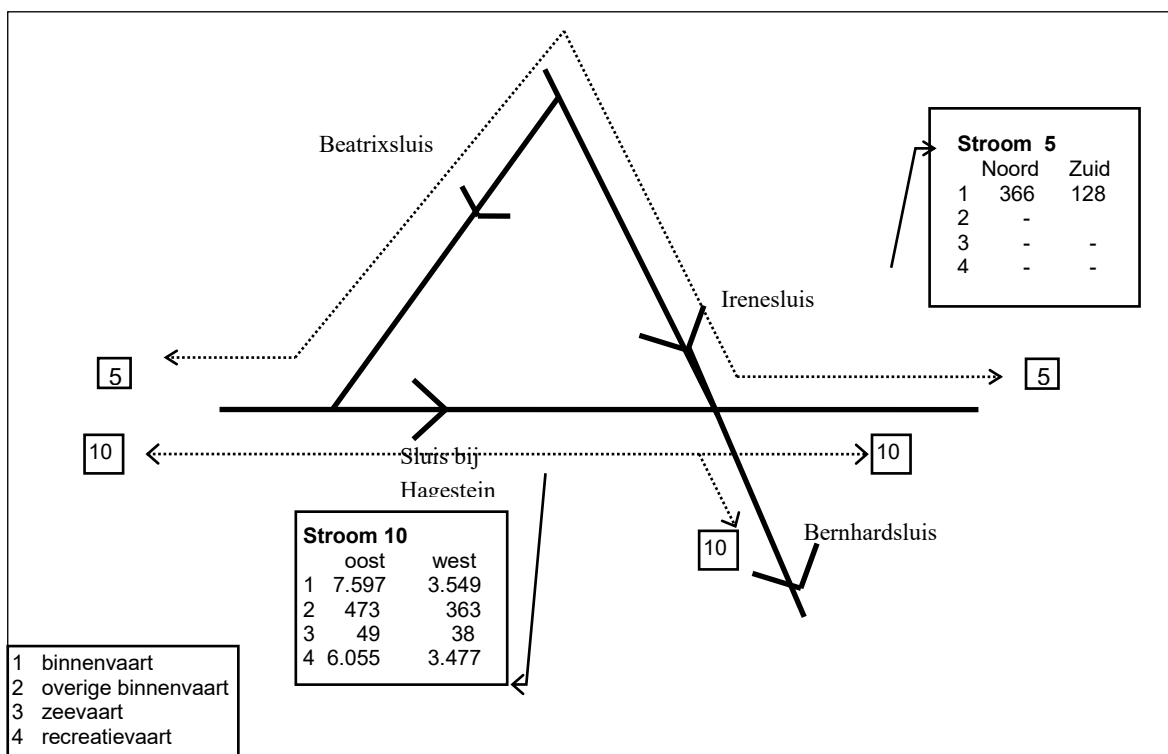 Beatrixsluis
Stroom 5
Noord Zuid
1 366 128
2 -
3 - -
4 - -
Irenesluis
5
5
10
10
Sluis bij
Hagestein
10
Bernhardsluis
Stroom 10
oost west
1 7.597 3.549
2 473 363
3 49 38
4 6.055 3.477
1 binnenvaart
2 overige binnenvaart
3 zeevaart
4 recreatievaart